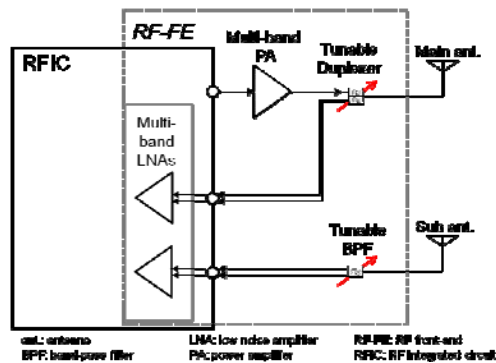 RF-FE
Multi-band
PA
Tunable
Duplexer
Main ant.
RFIC
Multi-
band
LNAs
Tunable
BPF
Sub ant.
ant.: antenna
LNA: low noise amplifier
RF-FE: RF front-end
BPF: band-pass filter
PA: power amplifier
RFIC: RF integrated circuit